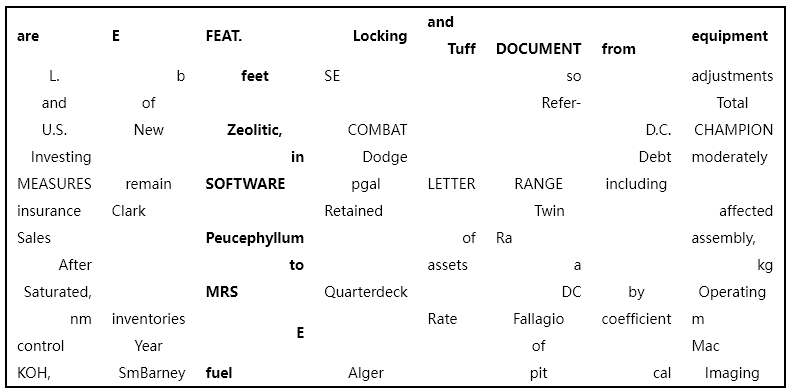 are E FEAT. Locking and Tuff DOCUMENT from equipment
L. b feet SE so adjustments
and of Refer- Total
U.S. New Zeolitic, COMBAT D.C. CHAMPION
Investing in Dodge Debt moderately
MEASURES remain SOFTWARE pgal LETTER RANGE including
insurance Clark Retained Twin affected
Sales Peucephyllum of Ra assembly,
After to assets a kg
Saturated, MRS Quarterdeck DC by Operating
nm inventories E Rate Fallagio coefficient m
control Year of Mac
KOH, SmBarney fuel Alger pit cal Imaging